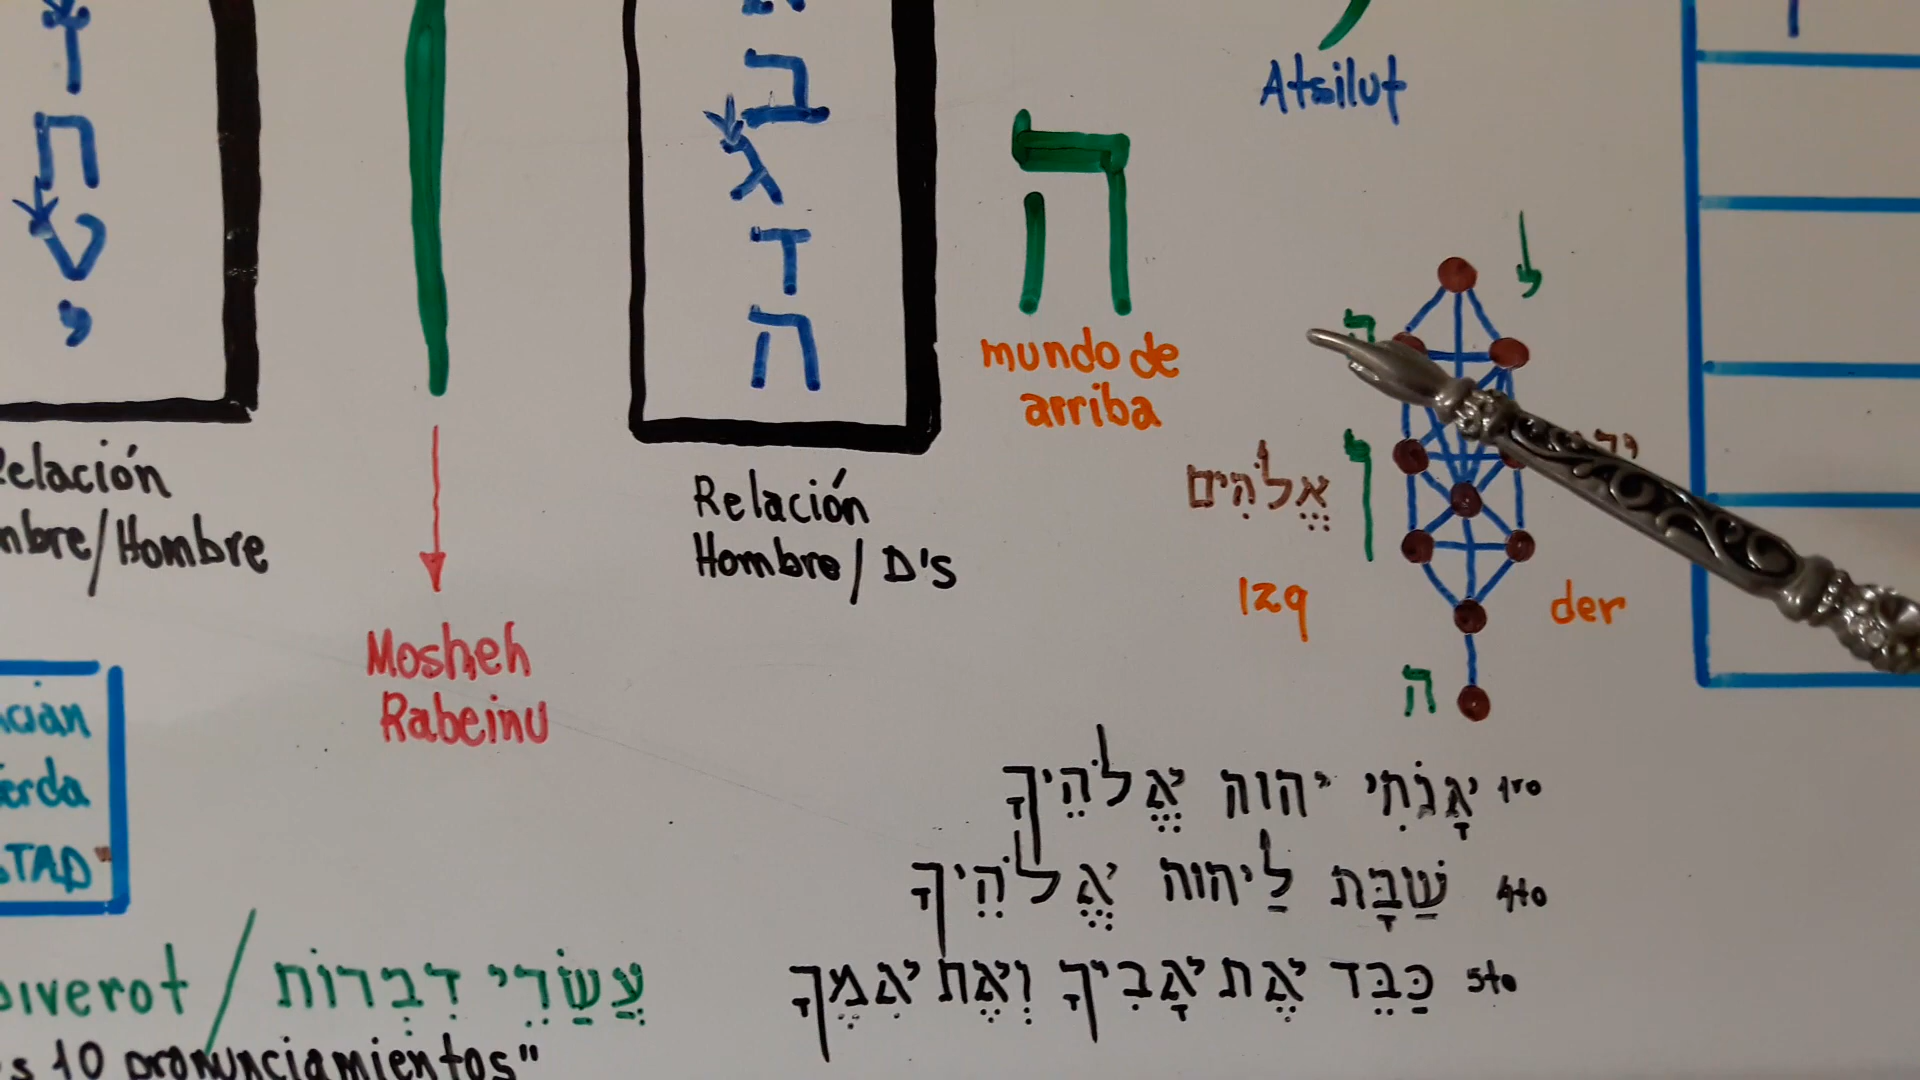 ח
ט
י
ב
ג
ד
ה
ה
Atsilut
mundo de
arriba
Relación
Hombre/Hombre
Relación
Hombre/D's
Mosheh
Rabeinu
אֱלֹהִים
Izq
der
ו
ה
אָנֹכִי יהוה אֱלֹהֶיךָ 1ro
שַׁבָּת לַיהוה אֱלֹהֶיךָ 4to
כַּבֵּד אֶת אָבִיךָ וְאֶת אִמֶּךָ 5to
עֲשֵׂרֵי דִּבְּרוֹת /
10 pronunciamientos"